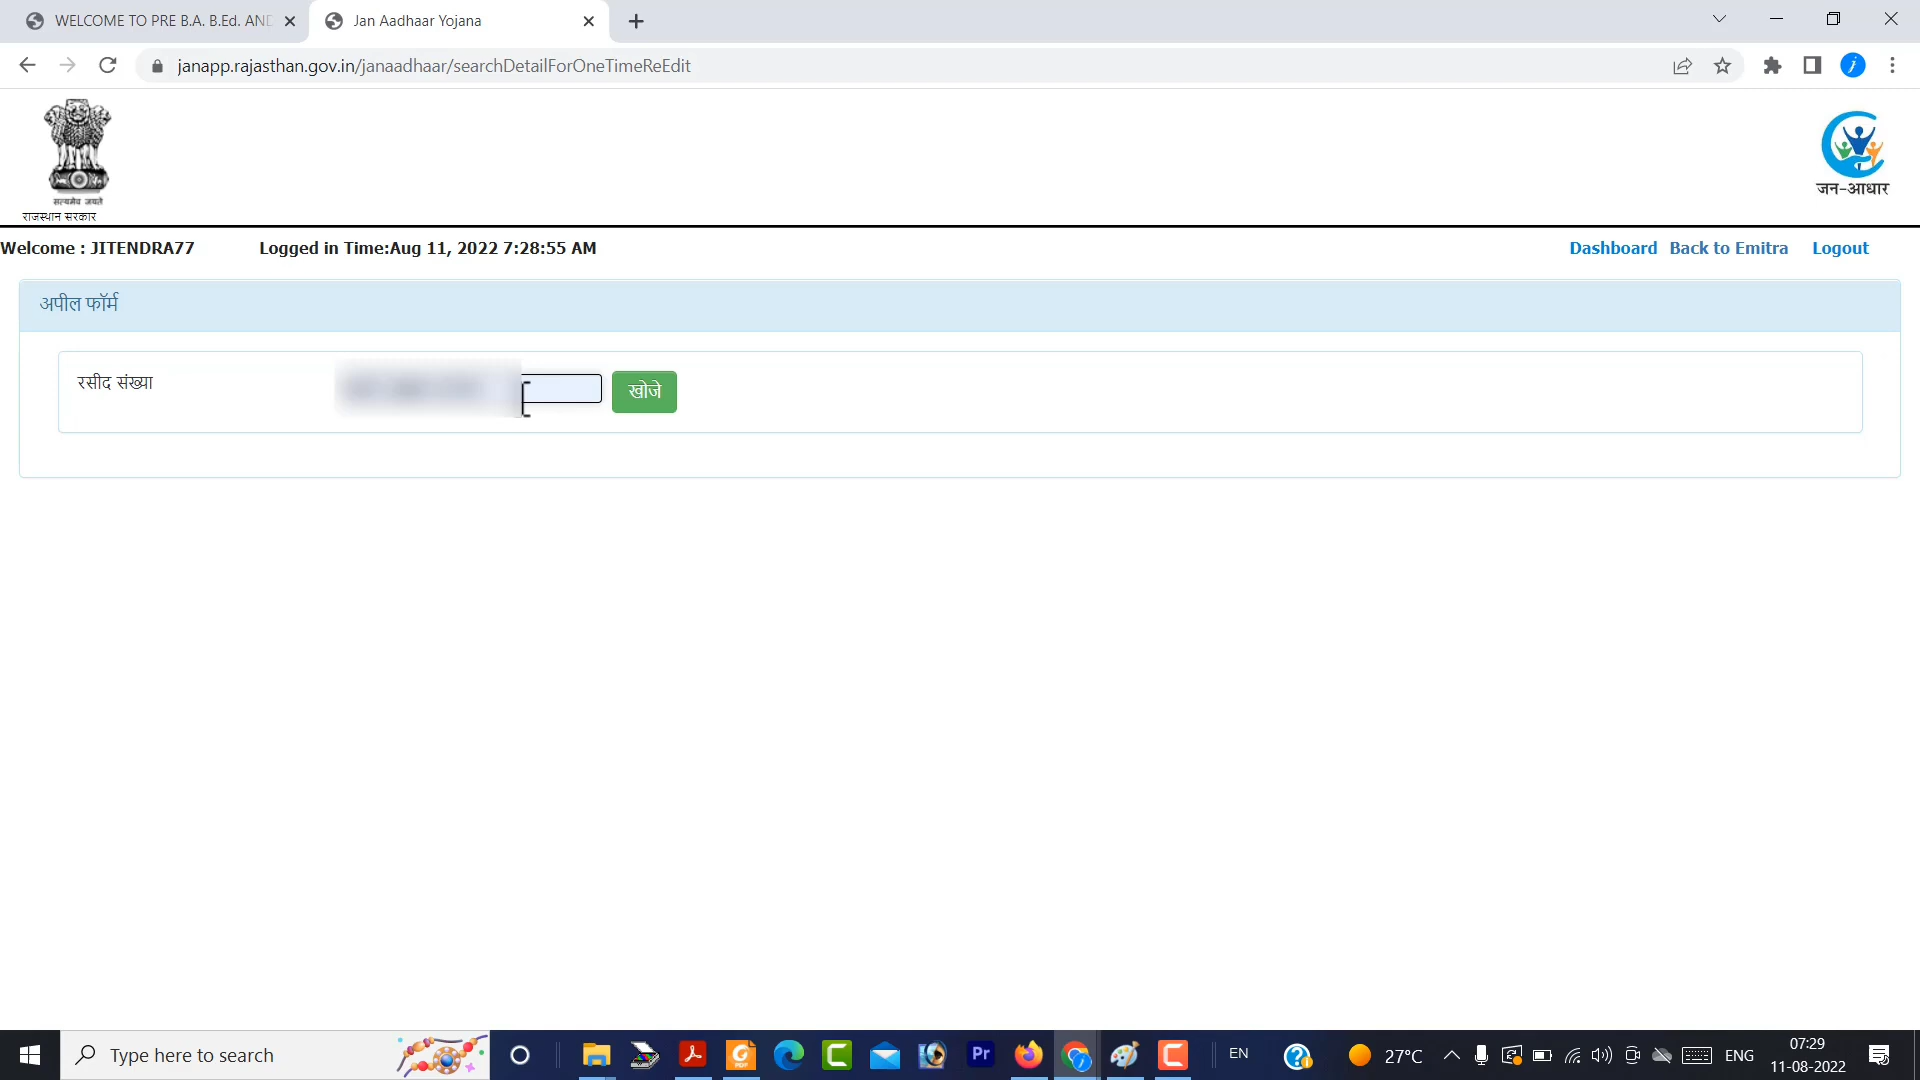 WELCOME TO PRE B.A. B.Ed. AND
Jan Aadhaar Yojana
janapp.rajasthan.gov.in/janaadhaar/searchDetailForOneTimeReEdit
सत्यमेव जयते
राजस्थान सरकार
जन-आधार
Welcome : JITENDRA77
Logged in Time:Aug 11, 2022 7:28:55 AM
Dashboard Back to Emitra Logout
अपील फॉर्म
रसीद संख्या
खोजे
Type here to search
Pr
EN
27°C
ENG
07:29
11-08-2022